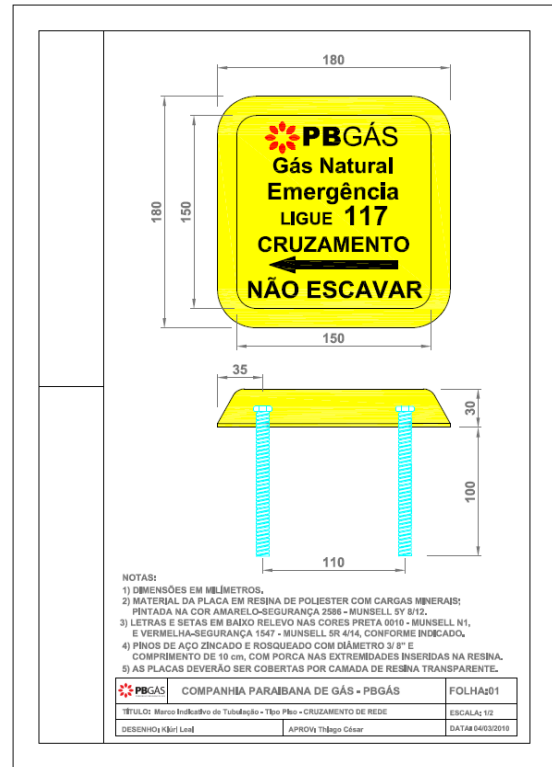 180
180
150
PBGÁS
Gás Natural
Emergência
LIGUE 117
CRUZAMENTO
NÃO ESCAVAR
150
35
30
100
110
NOTAS:
1) DIMENSÕES EM MILÍMETROS.
2) MATERIAL DA PLACA EM RESINA DE POLIESTER COM CARGAS MINERAIS;
PINTADA NA COR AMARELO-SEGURANÇA 2586 - MUNSELL 5Y 8/12.
3) LETRAS E SETAS EM BAIXO RELEVO NAS CORES PRETA 0010 - MUNSELL N1,
E VERMELHA-SEGURANÇA 1547 - MUNSELL 5R 4/14, CONFORME INDICADO.
4) PINOS DE AÇO ZINCADO E ROSQUEADO COM DIÂMETRO 3/ 8" E
COMPRIMENTO DE 10 cm, COM PORCA NAS EXTREMIDADES INSERIDAS NA RESINA.
5) AS PLACAS DEVERÃO SER COBERTAS POR CAMADA DE RESINA TRANSPARENTE.
PBGÁS COMPANHIA PARAIBANA DE GÁS - PBGÁS FOLHA:01
TÍTULO: Marco Indicativo de Tubulação - Tipo Piso - CRUZAMENTO DE REDE ESCALA: 1/2
DESENHO: Kiúri Leal APROV: Thiago César DATA: 04/03/2010